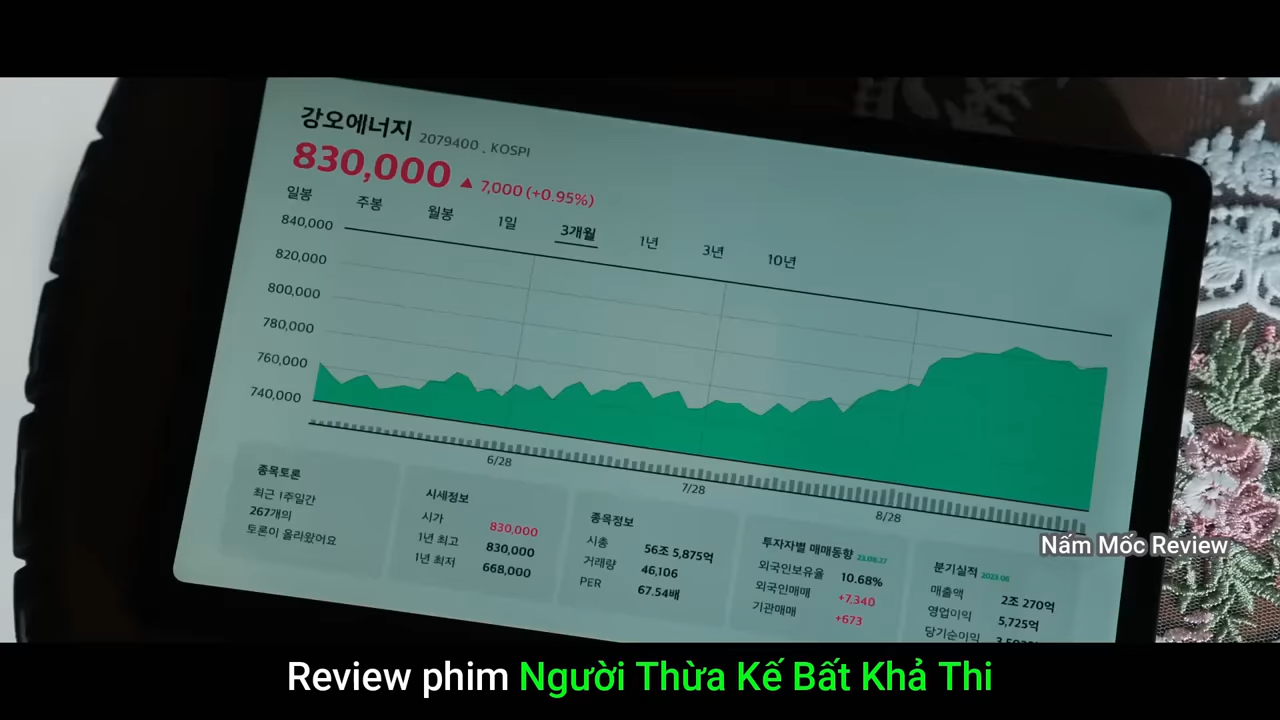 강오에너지 2079400 . KOSPI
830,000 ▲ 7,000 (+0.95%)
일봉 주봉 월봉 1일 3개월 1년 3년 10년
840,000
820,000
800,000
780,000
760,000
740,000
6/28 7/28 8/28
종목토론
최근 1주일간
267개의
토론이 올라왔어요
시세정보
시가 830,000
1년 최고 830,000
1년 최저 668,000
종목정보
시총 56조 5,875억
거래량 46,106
PER 67.54배
투자자별 매매동향 23.08.27
외국인보유율 10.68%
외국인매매 +7,340
기관매매 +673
분기실적 2023.06
매출액 2조 270억
영업이익 5,725억
당기순이익
Nấm Mốc Review
Review phim Người Thừa Kế Bất Khả Thi